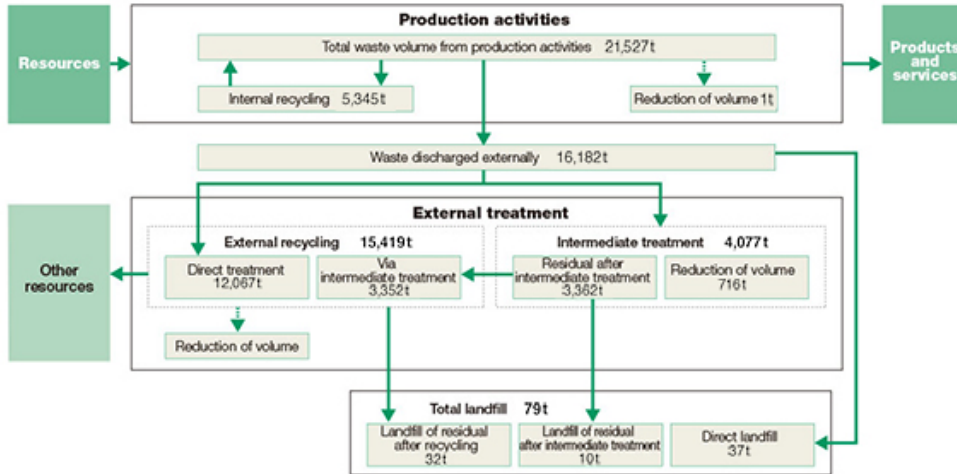 Production activities
Resources
Total waste volume from production activities 21,527t
Products
and
services
Internal recycling 5,345t
Reduction of volume 1t
Waste discharged externally 16,182t
External treatment
External recycling 15,419t
Intermediate treatment 4,077t
Other
resources
Direct treatment
12,067t
Via
intermediate treatment
3,352t
Residual after
intermediate treatment
3,362t
Reduction of volume
716t
Reduction of volume
Total landfill 79t
Landfill of residual
after recycling
32t
Landfill of residual
after intermediate treatment
10t
Direct landfill
37t